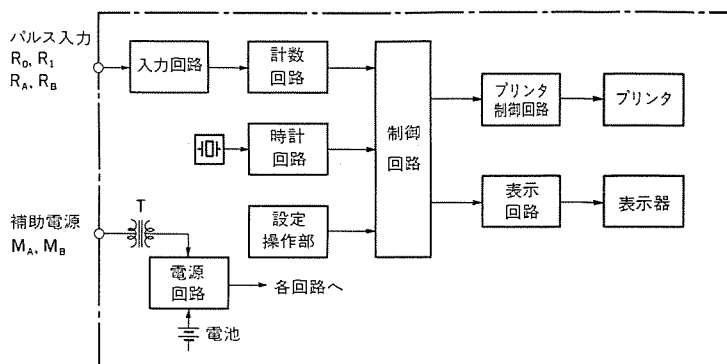 パルス入力
R₀, R₁
R_A, R_B
入力回路
計数
回路
時計
回路
設定
操作部
制御
回路
プリンタ
制御回路
プリンタ
表示
回路
表示器
補助電源
M_A, M_B
T
電源
回路
各回路へ
電池